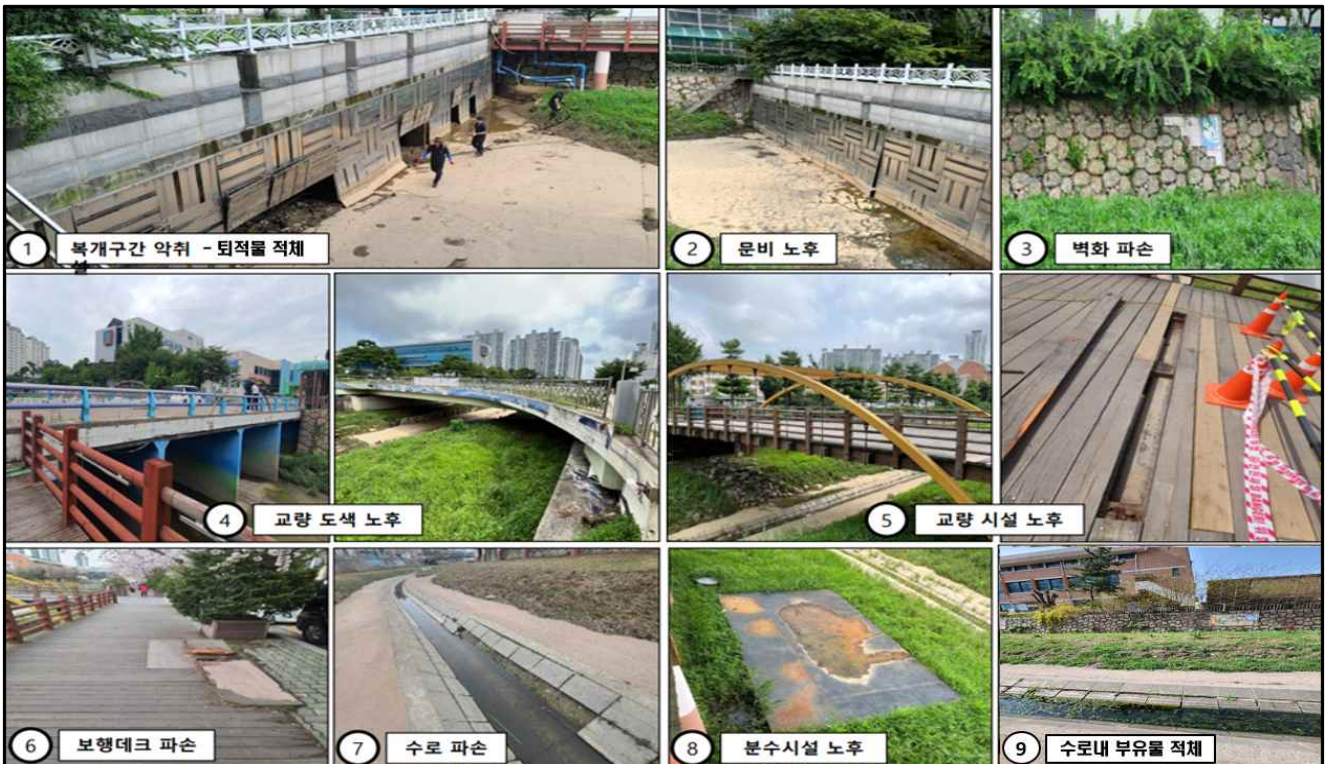 ① 복개구간 악취 - 퇴적물 적체
② 문비 노후
③ 벽화 파손
④ 교량 도색 노후
⑤ 교량 시설 노후
⑥ 보행데크 파손
⑦ 수로 파손
⑧ 분수시설 노후
⑨ 수로내 부유물 적체